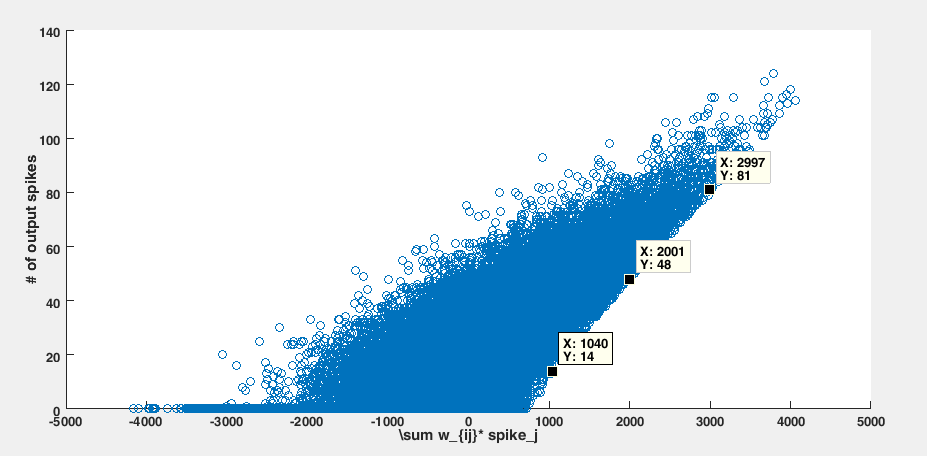 140
120
100
80
60
40
20
0
# of output spikes
X: 2997
Y: 81
X: 2001
Y: 48
X: 1040
Y: 14
-5000 -4000 -3000 -2000 -1000 0 1000 2000 3000 4000 5000
\sum w_{ij}* spike_j